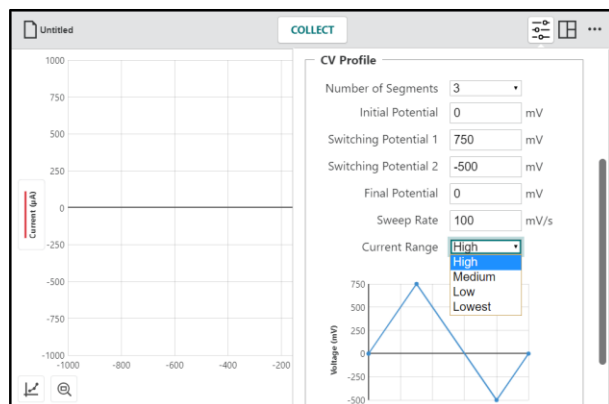 Untitled
COLLECT
CV Profile
Number of Segments 3
Initial Potential 0 mV
Switching Potential 1 750 mV
Switching Potential 2 -500 mV
Final Potential 0 mV
Sweep Rate 100 mV/s
Current Range High
High
Medium
Low
Lowest
1000
750
500
250
0
-250
-500
-750
-1000
Current (µA)
-1000 -800 -600 -400 -200
750
500
250
0
-250
-500
Voltage (mV)